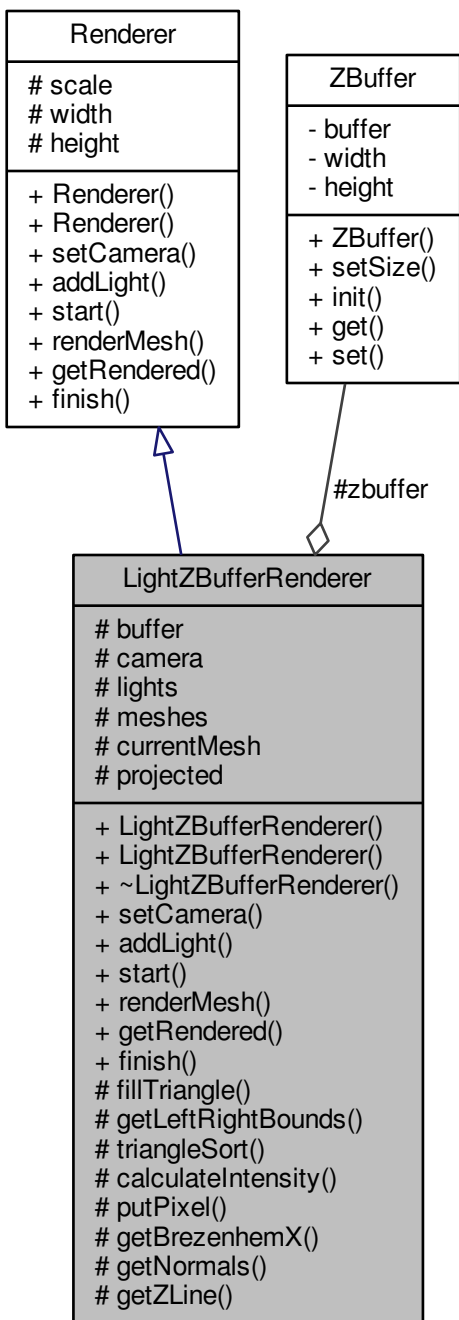 Renderer
# scale
# width
# height
+ Renderer()
+ Renderer()
+ setCamera()
+ addLight()
+ start()
+ renderMesh()
+ getRendered()
+ finish()
ZBuffer
- buffer
- width
- height
+ ZBuffer()
+ setSize()
+ init()
+ get()
+ set()
#zbuffer
LightZBufferRenderer
# buffer
# camera
# lights
# meshes
# currentMesh
# projected
+ LightZBufferRenderer()
+ LightZBufferRenderer()
+ ~LightZBufferRenderer()
+ setCamera()
+ addLight()
+ start()
+ renderMesh()
+ getRendered()
+ finish()
# fillTriangle()
# getLeftRightBounds()
# triangleSort()
# calculateIntensity()
# putPixel()
# getBrezenhemX()
# getNormals()
# getZLine()